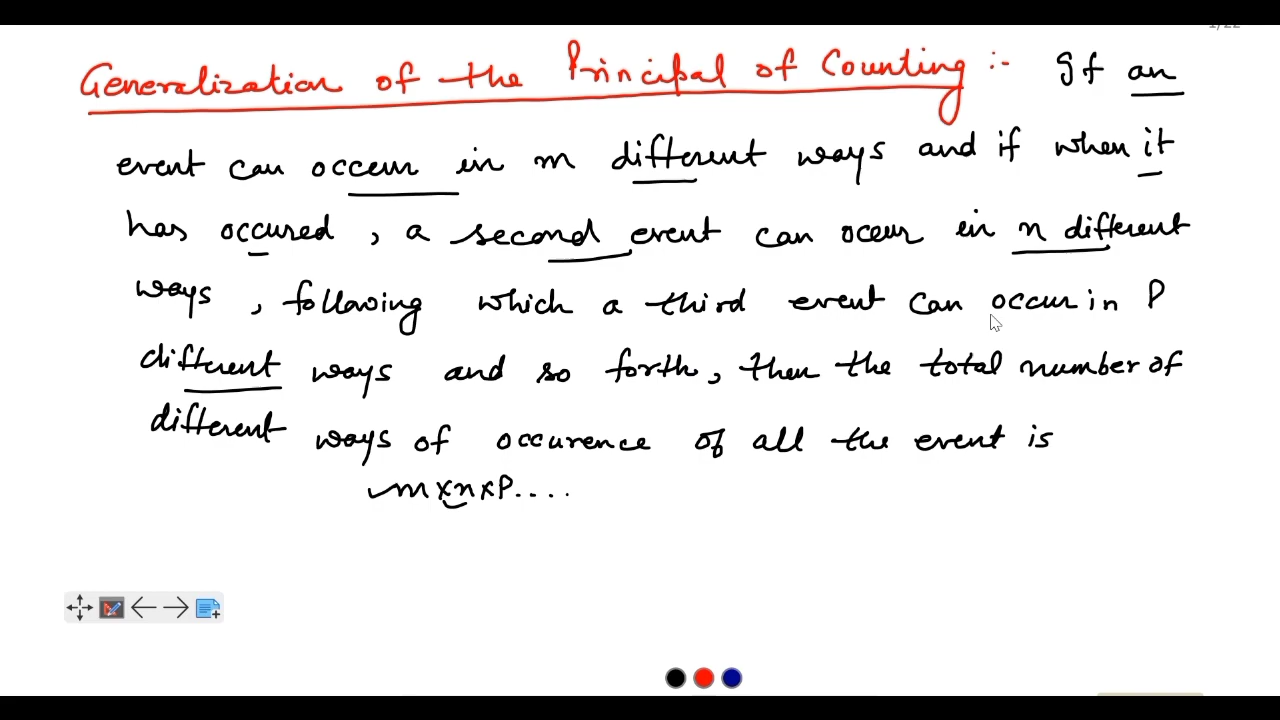 Generalization of the Principal of Counting :- If an
event can occur in m different ways and if when it
has occured , a second event can occur in n different
ways , following which a third event can occur in P
different ways and so forth, then the total number of
different ways of occurence of all the event is
m x n x P....